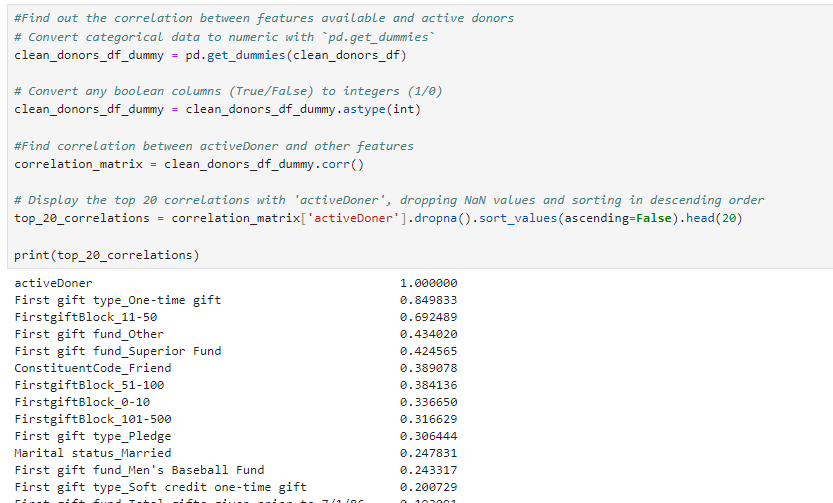 #Find out the correlation between features available and active donors
# Convert categorical data to numeric with `pd.get_dummies`
clean_donors_df_dummy = pd.get_dummies(clean_donors_df)
# Convert any boolean columns (True/False) to integers (1/0)
clean_donors_df_dummy = clean_donors_df_dummy.astype(int)
#Find correlation between activeDoner and other features
correlation_matrix = clean_donors_df_dummy.corr()
# Display the top 20 correlations with 'activeDoner', dropping NaN values and sorting in descending order
top_20_correlations = correlation_matrix['activeDoner'].dropna().sort_values(ascending=False).head(20)
print(top_20_correlations)
activeDoner 1.000000
First gift type_One-time gift 0.849833
FirstgiftBlock_11-50 0.692489
First gift fund_Other 0.434020
First gift fund_Superior Fund 0.424565
ConstituentCode_Friend 0.389078
FirstgiftBlock_51-100 0.384136
FirstgiftBlock_0-10 0.336650
FirstgiftBlock_101-500 0.316629
First gift type_Pledge 0.306444
Marital status_Married 0.247831
First gift fund_Men's Baseball Fund 0.243317
First gift type_Soft credit one-time gift 0.200729